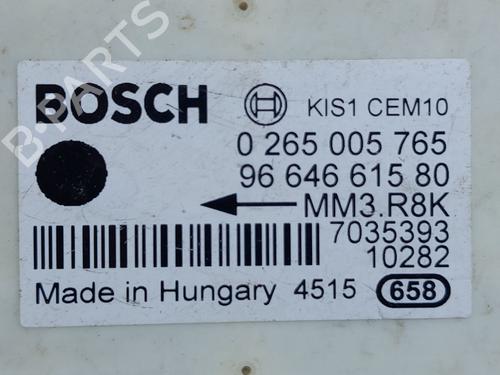 B-PARTS
BOSCH KIS1 CEM10
0 265 005 765
96 646 615 80
MM3.R8K
7035393
10282
Made in Hungary 4515 658